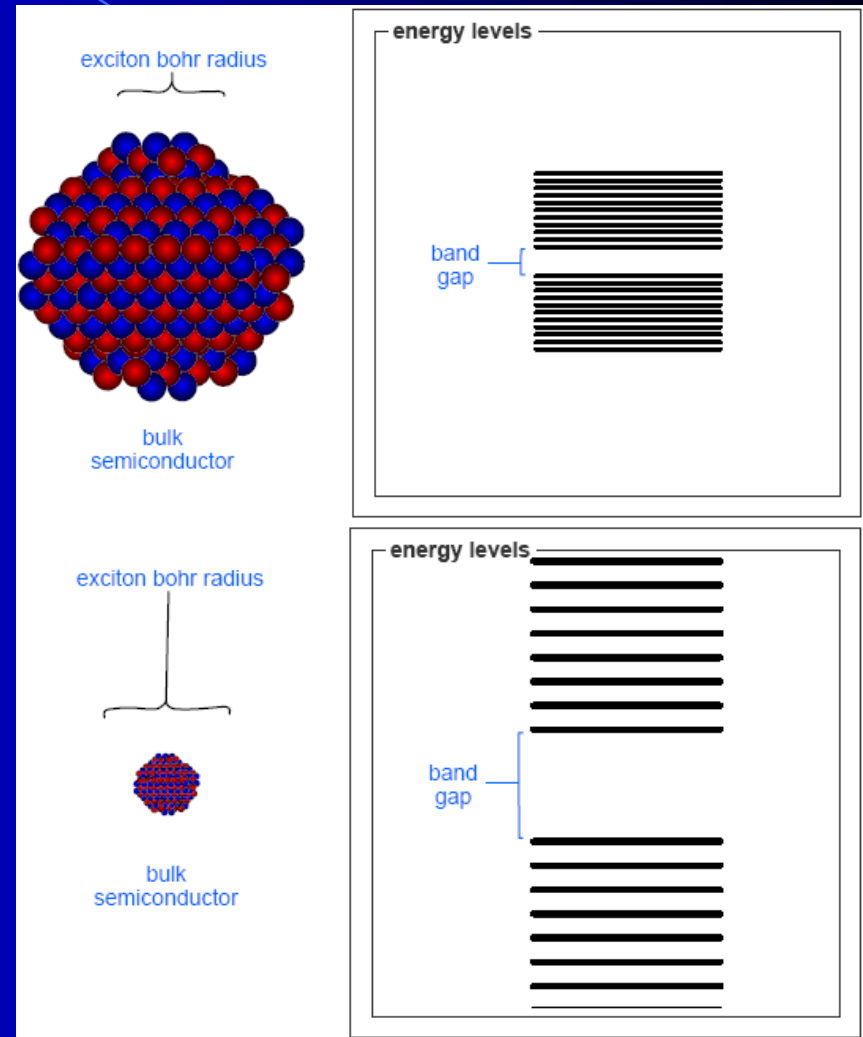 energy levels
exciton bohr radius
band
gap
bulk
semiconductor
energy levels
exciton bohr radius
band
gap
bulk
semiconductor